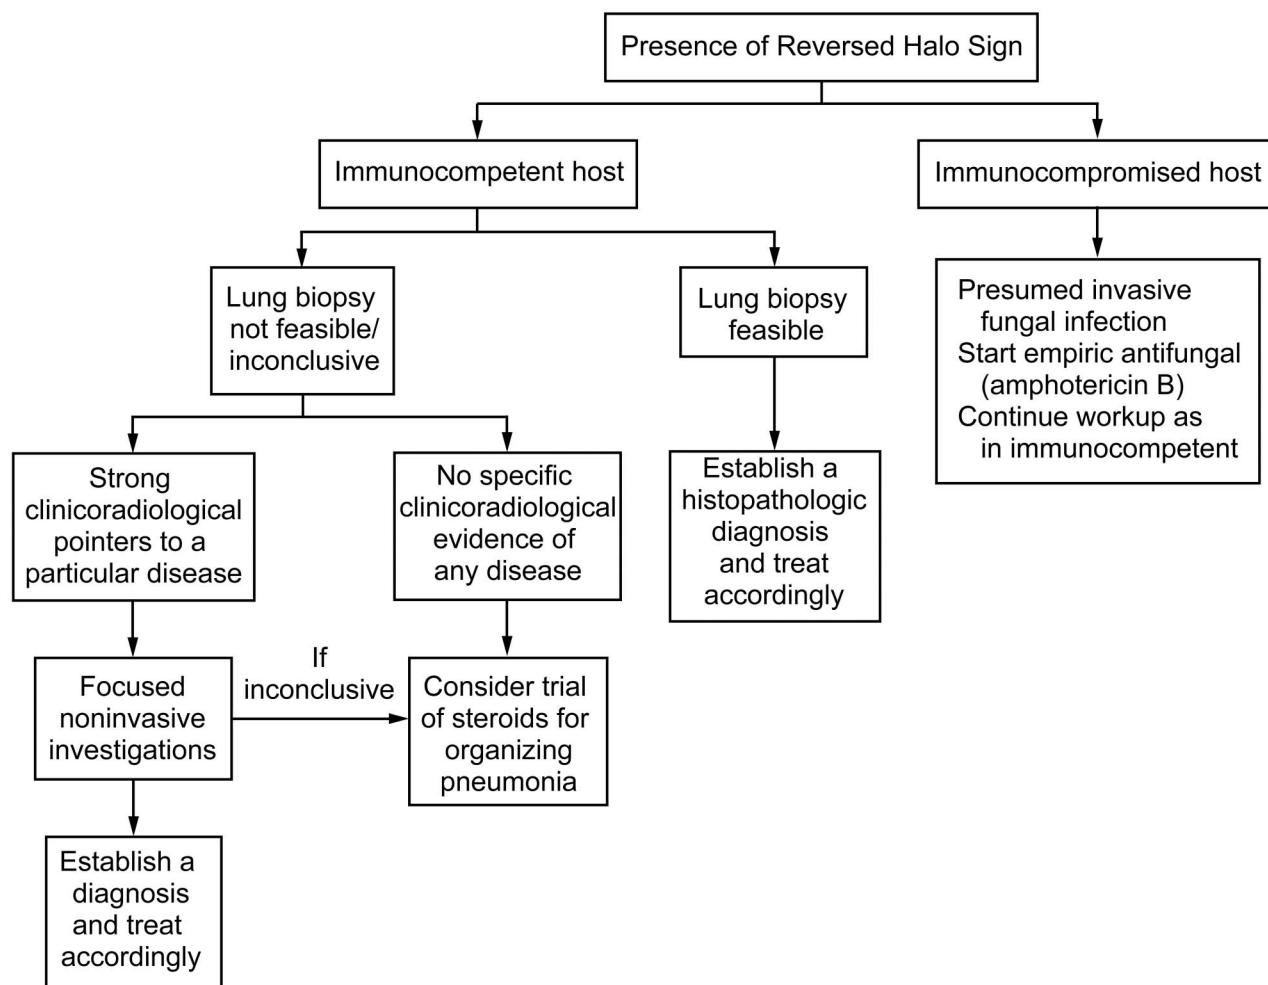 Presence of Reversed Halo Sign
Immunocompetent host
Immunocompromised host
Lung biopsy
not feasible/
inconclusive
Lung biopsy
feasible
Presumed invasive
fungal infection
Start empiric antifungal
(amphotericin B)
Continue workup as
in immunocompetent
Strong
clinicoradiological
pointers to a
particular disease
No specific
clinicoradiological
evidence of
any disease
Establish a
histopathologic
diagnosis
and treat
accordingly
Focused
noninvasive
investigations
If
inconclusive
Consider trial
of steroids for
organizing
pneumonia
Establish a
diagnosis
and treat
accordingly